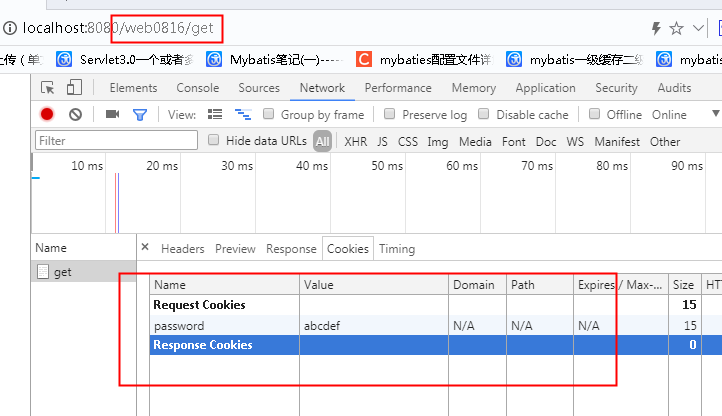 localhost:8080/web0816/get
上传 ( 单文 Servlet3.0一个或者多 Mybatis笔记(一)----- mybaties配置文件详 mybatis一级缓存二级
Elements Console Sources Network Performance Memory Application Security Audits
View: Group by frame Preserve log Disable cache Offline Online
Filter Hide data URLs All XHR JS CSS Img Media Font Doc WS Manifest Other
10 ms 20 ms 30 ms 40 ms 50 ms 60 ms 70 ms 80 ms 90 ms
Name × Headers Preview Response Cookies Timing
get
Name Value Domain Path Expires / Max-... Size HT
Request Cookies 15
password abcdef N/A N/A N/A 15
Response Cookies 0